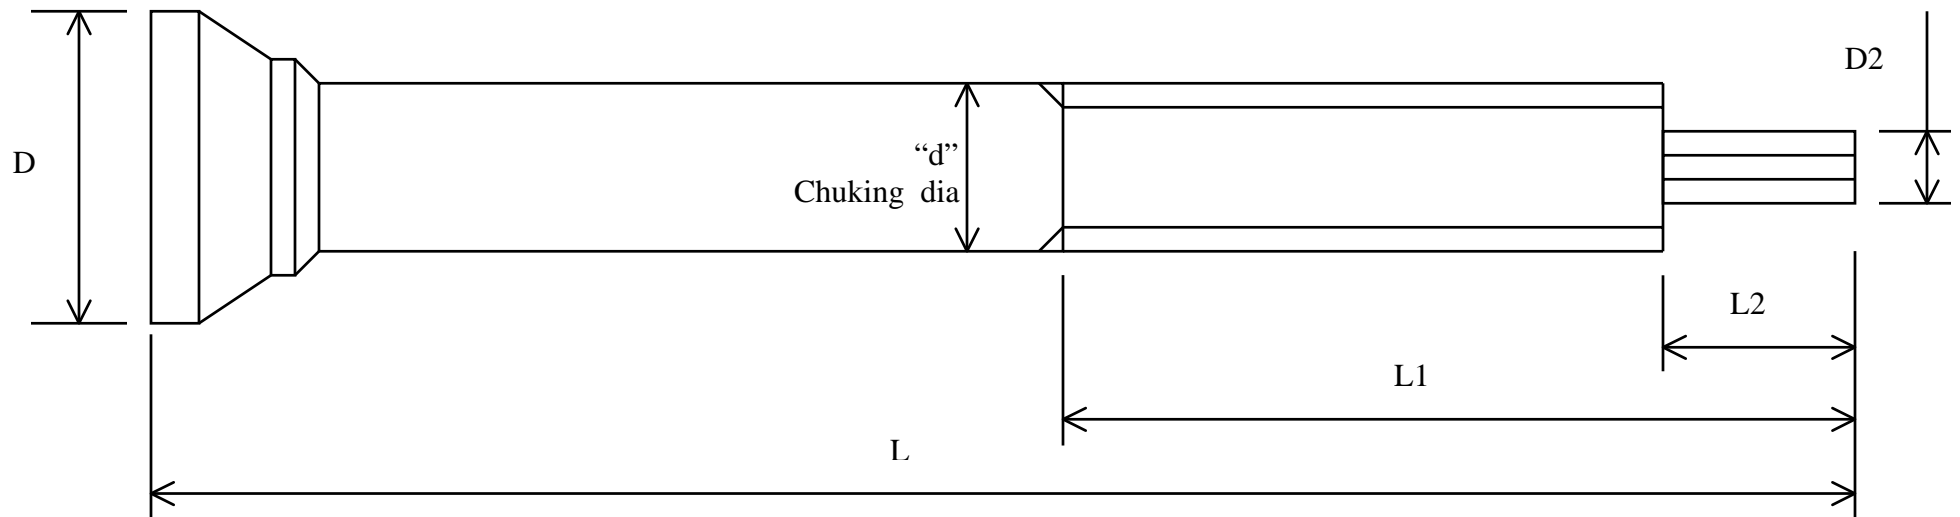 D2
D
“d”
Chuking dia
L2
L1
L